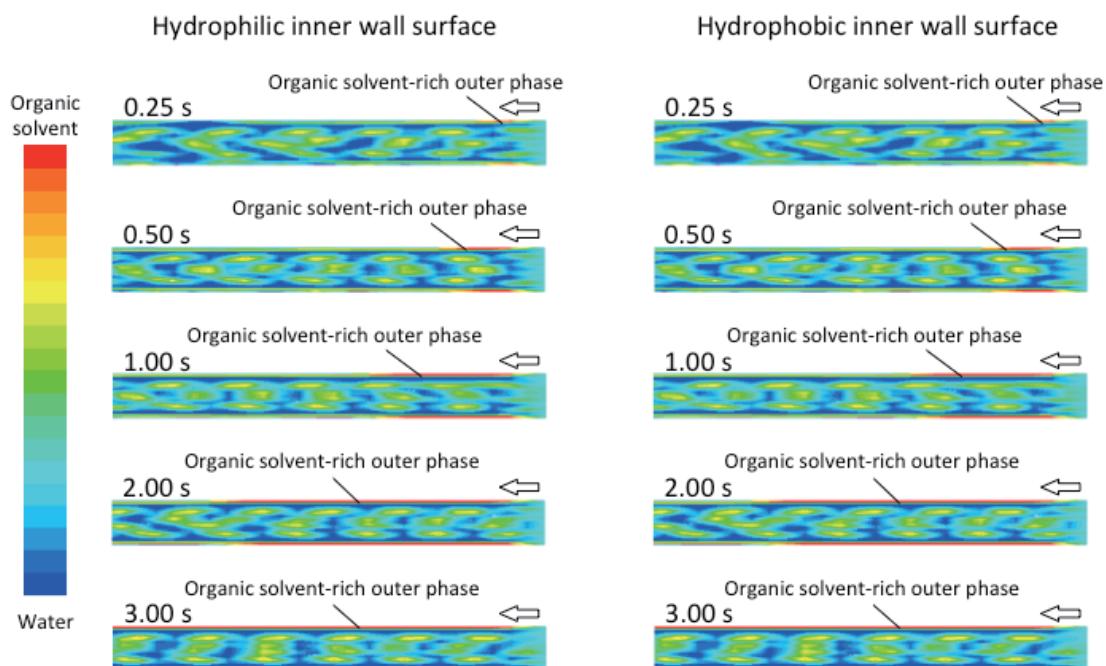 Hydrophilic inner wall surface
Hydrophobic inner wall surface
Organic
solvent
Water
Organic solvent-rich outer phase
0.25 s
Organic solvent-rich outer phase
0.50 s
Organic solvent-rich outer phase
1.00 s
Organic solvent-rich outer phase
2.00 s
Organic solvent-rich outer phase
3.00 s
Organic solvent-rich outer phase
0.25 s
Organic solvent-rich outer phase
0.50 s
Organic solvent-rich outer phase
1.00 s
Organic solvent-rich outer phase
2.00 s
Organic solvent-rich outer phase
3.00 s